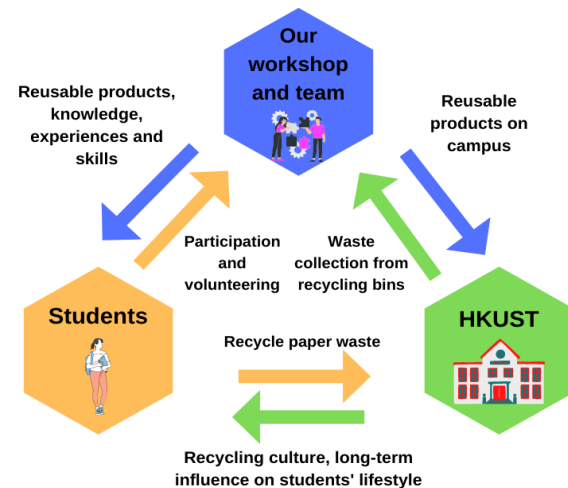 Our
workshop
and team
Reusable products,
knowledge,
experiences and
skills
Reusable
products on
campus
Participation
and
volunteering
Waste
collection from
recycling bins
Students
HKUST
Recycle paper waste
Recycling culture, long-term
influence on students' lifestyle